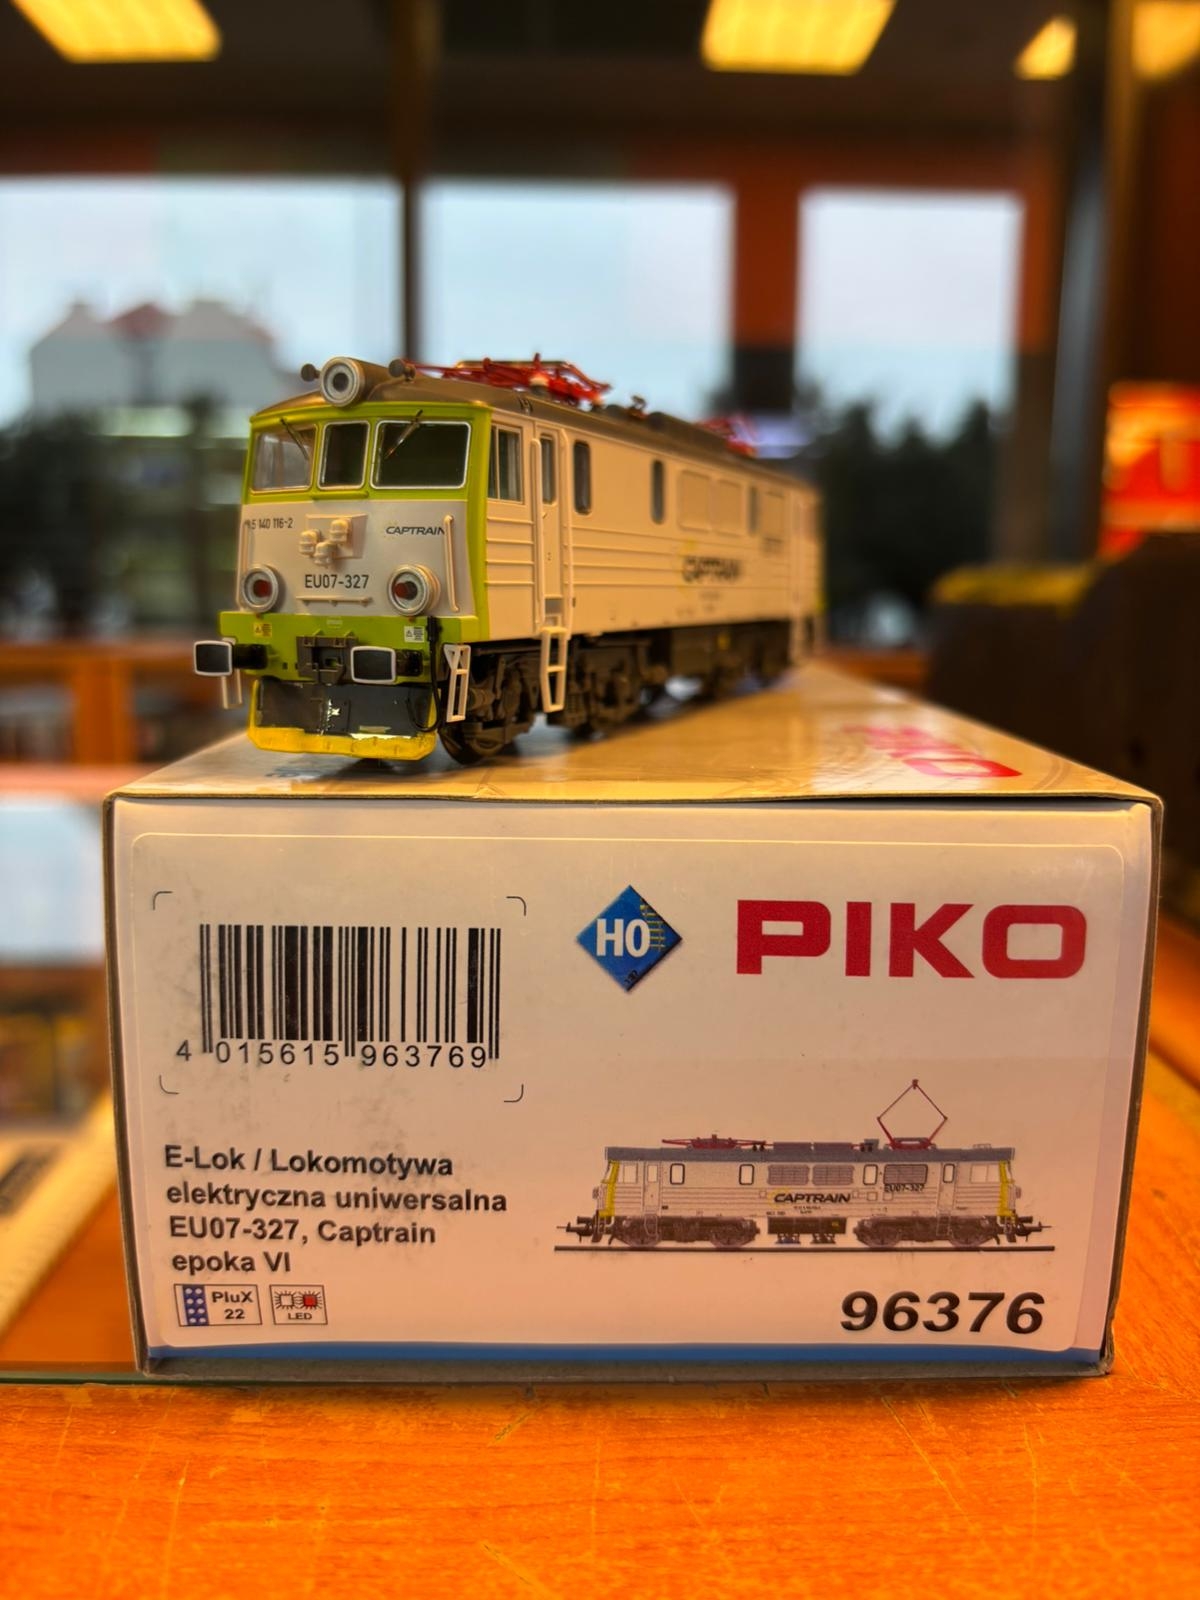 5 140 116-2
CAPTRAIN
EU07-327
CAPTRAIN
H0
PIKO
4 015615 963769
E-Lok / Lokomotywa
elektryczna uniwersalna
EU07-327, Captrain
epoka VI
PluX
22
LED
CAPTRAIN
EU07-327
96376